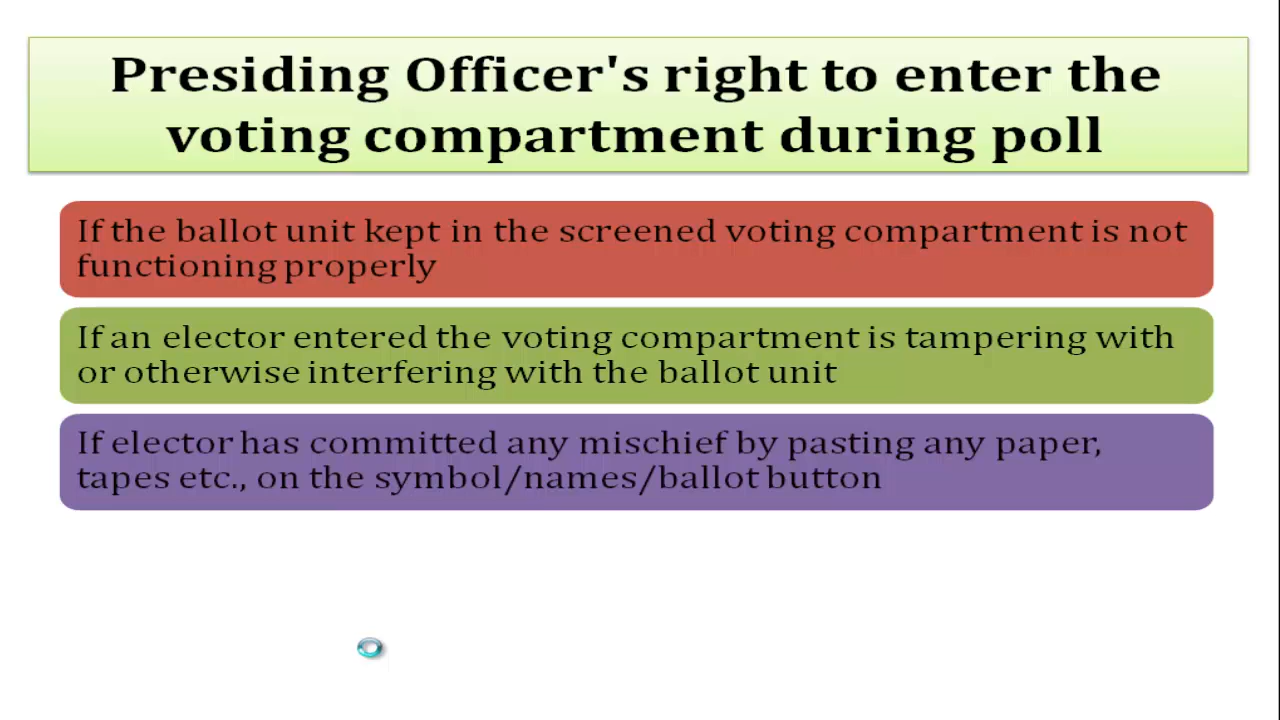 Presiding Officer's right to enter the
voting compartment during poll
If the ballot unit kept in the screened voting compartment is not
functioning properly
If an elector entered the voting compartment is tampering with
or otherwise interfering with the ballot unit
If elector has committed any mischief by pasting any paper,
tapes etc., on the symbol/names/ballot button